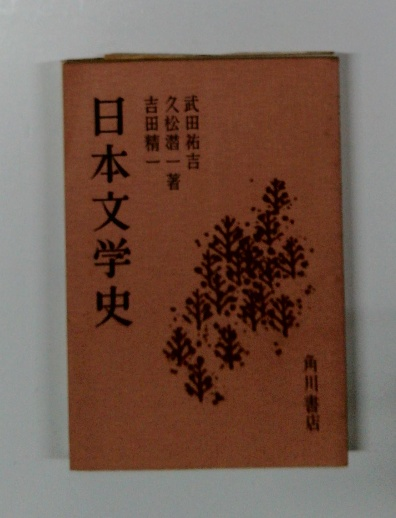 武田祐吉
久松潜一著
吉田精一
日本文学史
角川書店